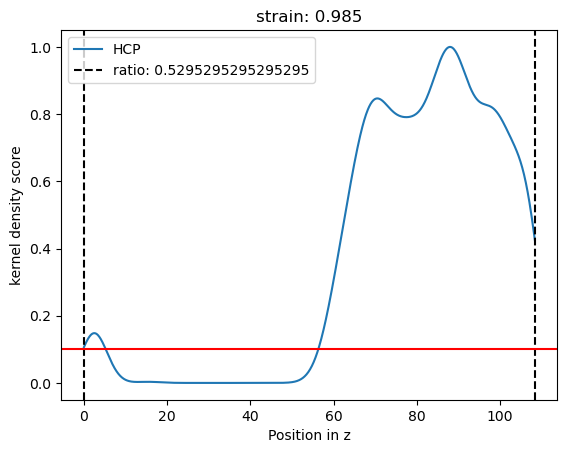 strain: 0.985
HCP
ratio: 0.5295295295295295
kernel density score
1.0
0.8
0.6
0.4
0.2
0.0
0 20 40 60 80 100
Position in z